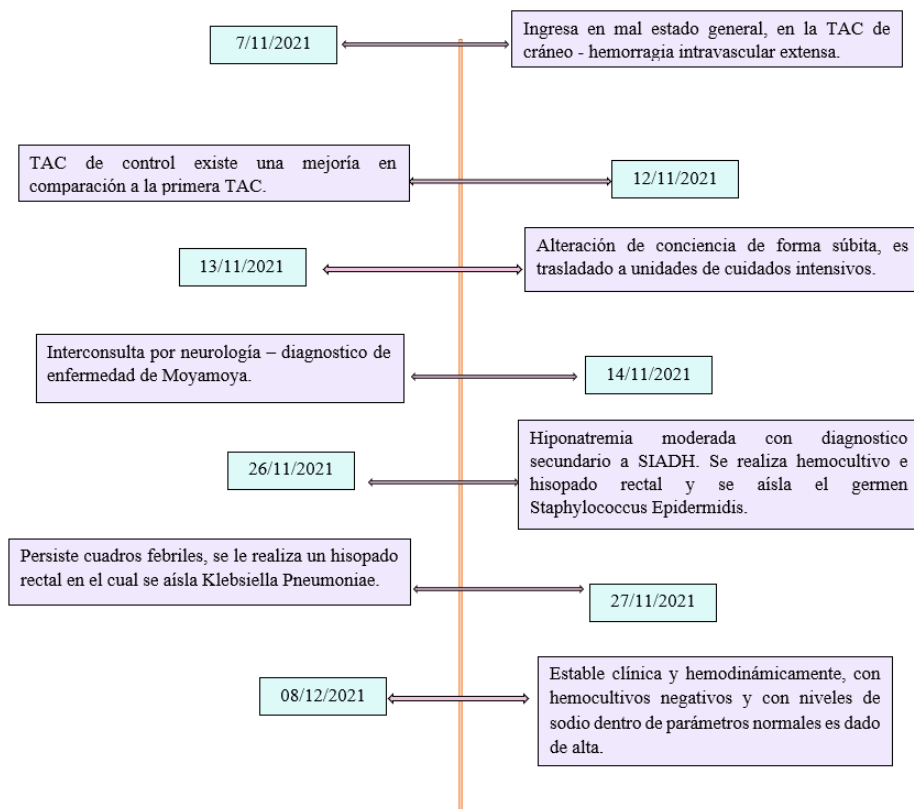 7/11/2021
Ingresa en mal estado general, en la TAC de
cráneo - hemorragia intravascular extensa.
TAC de control existe una mejoría en
comparación a la primera TAC.
12/11/2021
13/11/2021
Alteración de conciencia de forma súbita, es
trasladado a unidades de cuidados intensivos.
Interconsulta por neurología – diagnostico de
enfermedad de Moyamoya.
14/11/2021
26/11/2021
Hiponatremia moderada con diagnostico
secundario a SIADH. Se realiza hemocultivo e
hisopado rectal y se aísla el germen
Staphylococcus Epidermidis.
Persiste cuadros febriles, se le realiza un hisopado
rectal en el cual se aísla Klebsiella Pneumoniae.
27/11/2021
08/12/2021
Estable clínica y hemodinámicamente, con
hemocultivos negativos y con niveles de
sodio dentro de parámetros normales es dado
de alta.